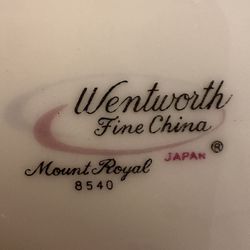 Wentworth
Fine China
JAPAN ®
Mount Royal
8540